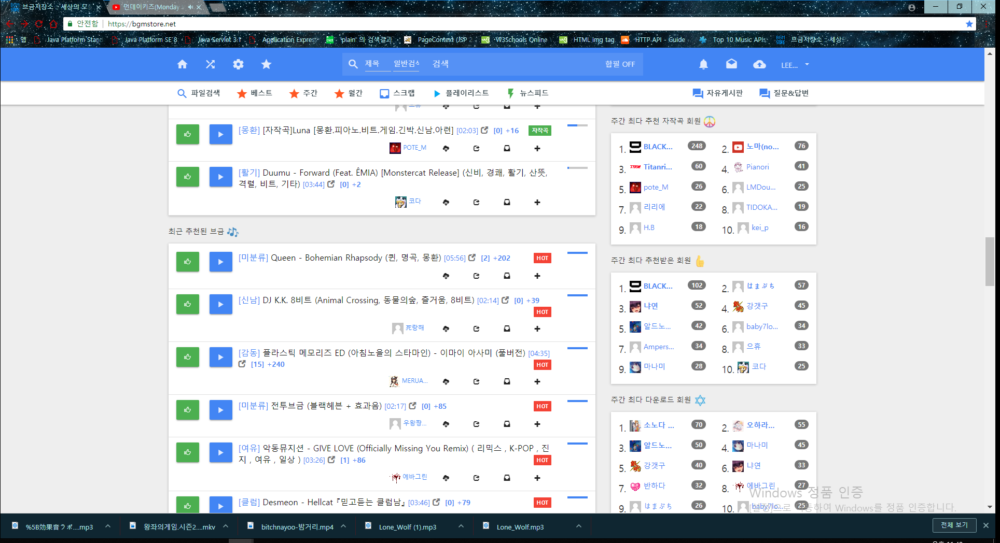 브금저장소 :: 세상의 모
먼데이키즈(Monday
안전함 https://bgmstore.net
앱 Java Platform Stand Java Platform SE 8 Java Servlet 3.1 Application Expres 'plain' 의 검색결과 PageContext (JSP 2 W3Schools Online HTML img tag HTTP API - Guide Top 10 Music APIs 브금저장소 :: 세상
제목 일반검색 검색 합필 OFF LEE...
파일검색 베스트 주간 월간 스크랩 플레이리스트 뉴스피드 자유게시판 질문&답변
으휴
[몽환] [자작곡]Luna [몽환.피아노.비트.게임.긴박.신남.아련] [02:03] [0] +16 자작곡
POTE_M
[활기] Duumu - Forward (Feat. ÊMIA) [Monstercat Release] (신비, 경쾌, 활기, 산뜻,
격렬, 비트, 기타) [03:44] [0] +2
코다
최근 추천된 브금
[미분류] Queen - Bohemian Rhapsody (퀸, 명곡, 몽환) [05:56] [2] +202 HOT
[신남] DJ K.K. 8비트 (Animal Crossing, 동물의숲, 즐거움, 8비트) [02:14] [0] +39
HOT
死랑해
[감동] 플라스틱 메모리즈 ED (아침노을의 스타마인) - 이마이 아사미 (풀버전) [04:35]
[15] +240 HOT
MERUA...
[미분류] 전투브금 (블랙헤븐 + 효과음) [02:17] [0] +85 HOT
우왕짱...
[여유] 악동뮤지션 - GIVE LOVE (Officially Missing You Remix) ( 리믹스 , K-POP , 진
지 , 여유 , 일상 ) [03:26] [1] +86 HOT
에바그린
[클럽] Desmeon - Hellcat 『믿고듣는 클럽남』 [03:46] [0] +79 HOT
주간 최다 추천 자작곡 회원
1. BLACK... 248 2. 노마(no... 76
3. Titanri... 60 4. Pianori 41
5. pote_M 26 6. LMDou... 25
7. 리리에 22 8. TIDOKA... 19
9. H.B 18 10. kei_p 16
주간 최다 추천받은 회원
1. BLACK... 102 2. はまぷち 57
3. 냐연 52 4. 강갯구 45
5. 알드노... 42 6. baby7lo... 34
7. Ampers... 34 8. 으휴 33
9. 마나미 28 10. 코다 25
주간 최다 다운로드 회원
1. 소노다 ... 70 2. 오하라... 55
3. 알드노... 50 4. 마나미 45
5. 강갯구 40 6. 냐연 33
7. 반하다 32 8. 에바그린 27
9. はまぷち 26 10. baby7lo... 25
Windows 정품 인증
[설정]으로 이동하여 Windows를 정품 인증합니다.
%5B効果音ラボ....mp3 왕좌의게임.시즌2....mkv bitchnayoo-밤거리.mp4 Lone_Wolf (1).mp3 Lone_Wolf.mp3 전체 보기